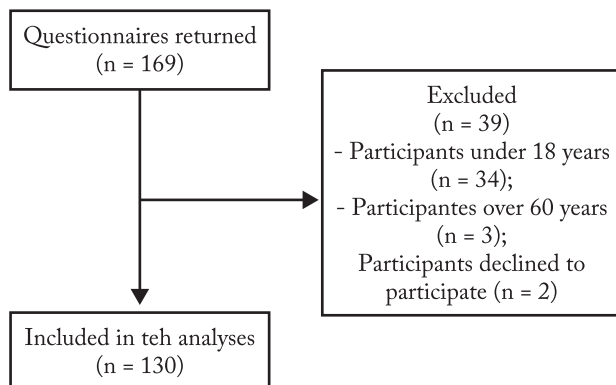 Questionnaires returned
(n = 169)
Excluded
(n = 39)
- Participants under 18 years
(n = 34);
- Participantes over 60 years
(n = 3);
Participants declined to
participate (n = 2)
Included in teh analyses
(n = 130)